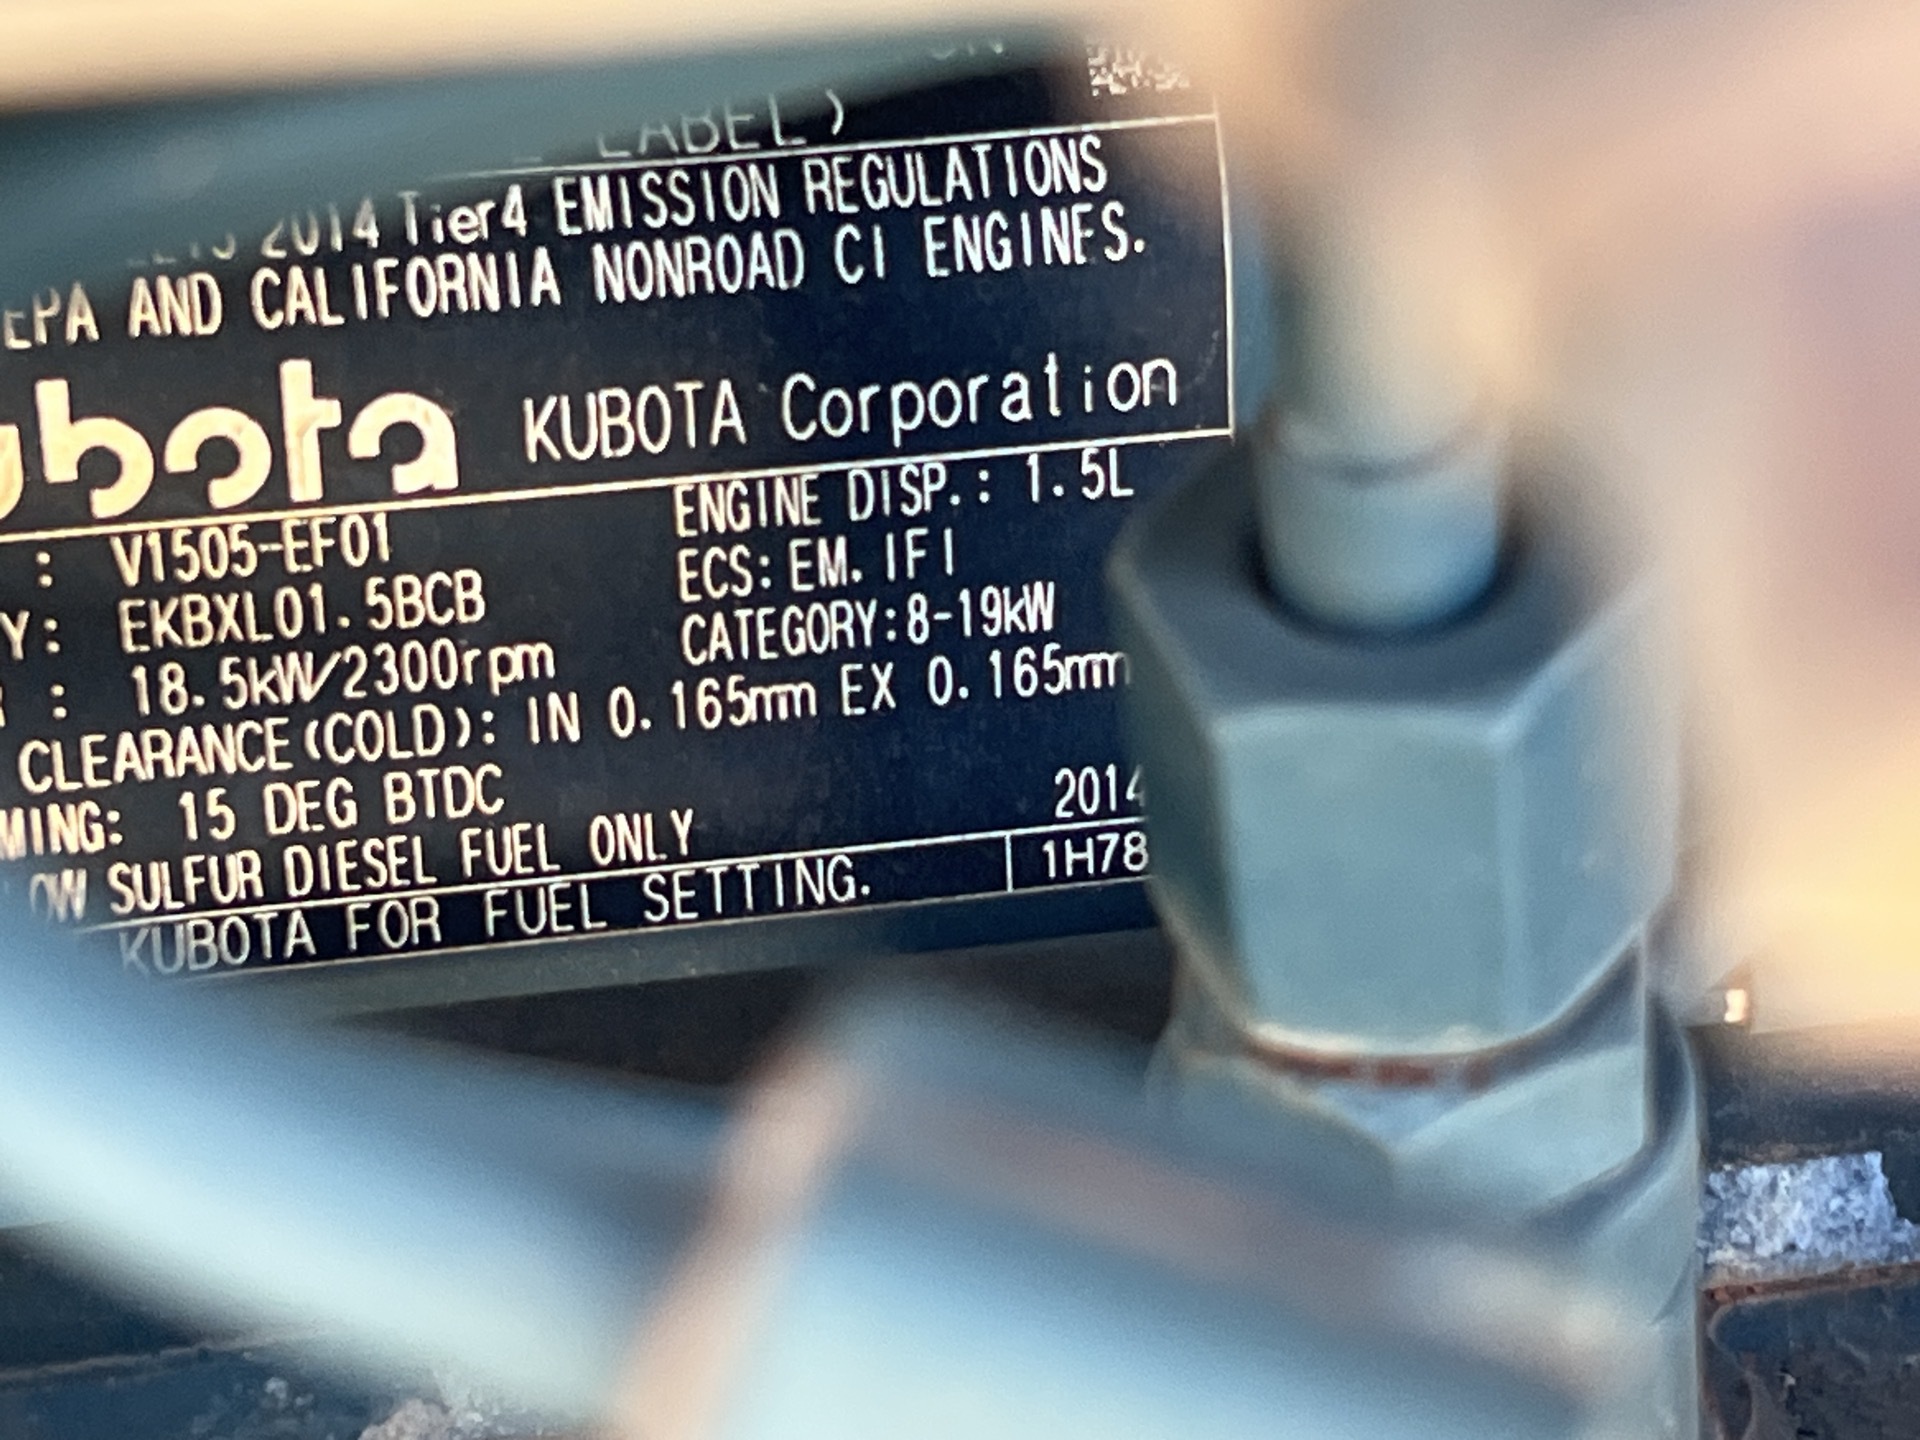 LABEL)
2014 Tier4 EMISSION REGULATIONS
EPA AND CALIFORNIA NONROAD CI ENGINES.
ubota KUBOTA Corporation
: V1505-EF01 ENGINE DISP.: 1.5L
Y: EKBXL01.5BCB ECS: EM. IFI
: 18.5kW/2300rpm CATEGORY:8-19kW
CLEARANCE(COLD): IN 0.165mm EX 0.165mm
MING: 15 DEG BTDC
OW SULFUR DIESEL FUEL ONLY 2014
KUBOTA FOR FUEL SETTING. 1H78